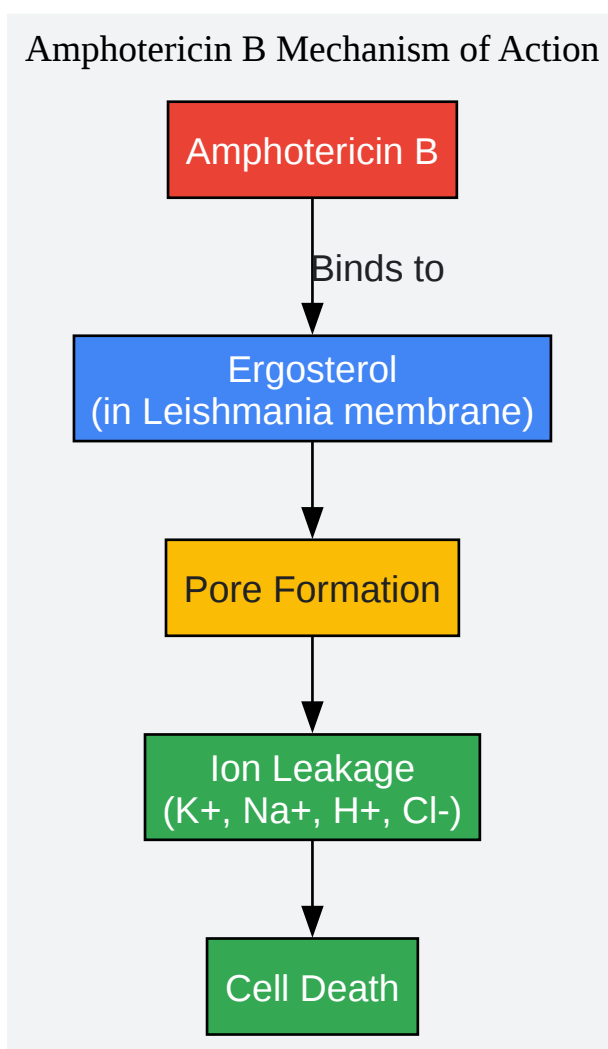 Amphotericin B Mechanism of Action
Amphotericin B
Binds to
Ergosterol
(in Leishmania membrane)
Pore Formation
Ion Leakage
(K+, Na+, H+, Cl-)
Cell Death